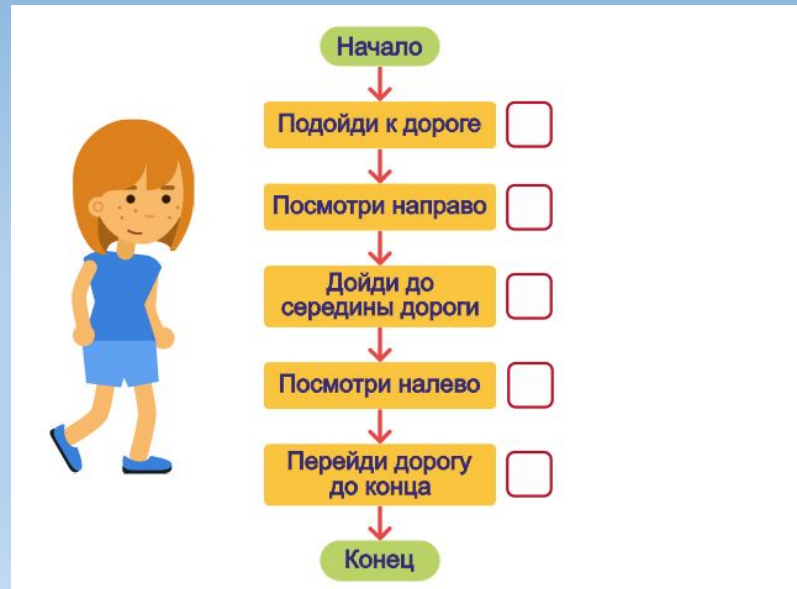 Начало
Подойди к дороге
Посмотри направо
Дойди до
середины дороги
Посмотри налево
Перейди дорогу
до конца
Конец